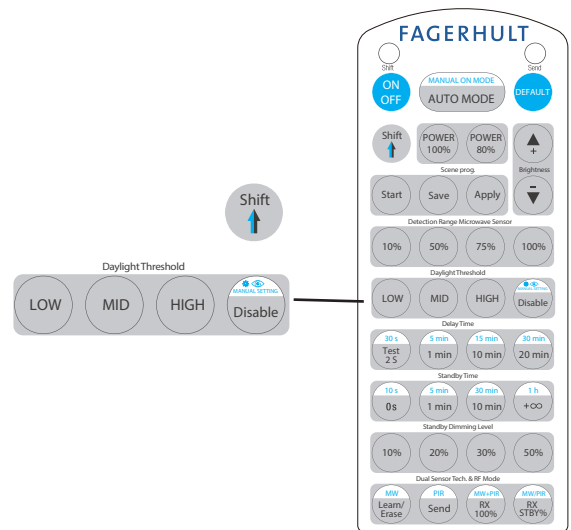 Shift
Daylight Threshold
LOW
MID
HIGH
MANUAL SETTING
Disable
FAGERHULT
Shift
Send
ON
OFF
MANUAL ON MODE
AUTO MODE
DEFAULT
Shift
POWER
100%
POWER
80%
+
Scene prog.
Brightness
Start
Save
Apply
-
Detection Range Microwave Sensor
10%
50%
75%
100%
Daylight Threshold
LOW
MID
HIGH
MANUAL SETTING
Disable
Delay Time
30 s
Test
2 S
5 min
1 min
15 min
10 min
30 min
20 min
Standby Time
10 s
0s
5 min
1 min
30 min
10 min
1 h
+∞
Standby Dimming Level
10%
20%
30%
50%
Dual Sensor Tech. & RF Mode
MW
Learn/
Erase
PIR
Send
MW+PIR
RX
100%
MW/PIR
RX
STBY%